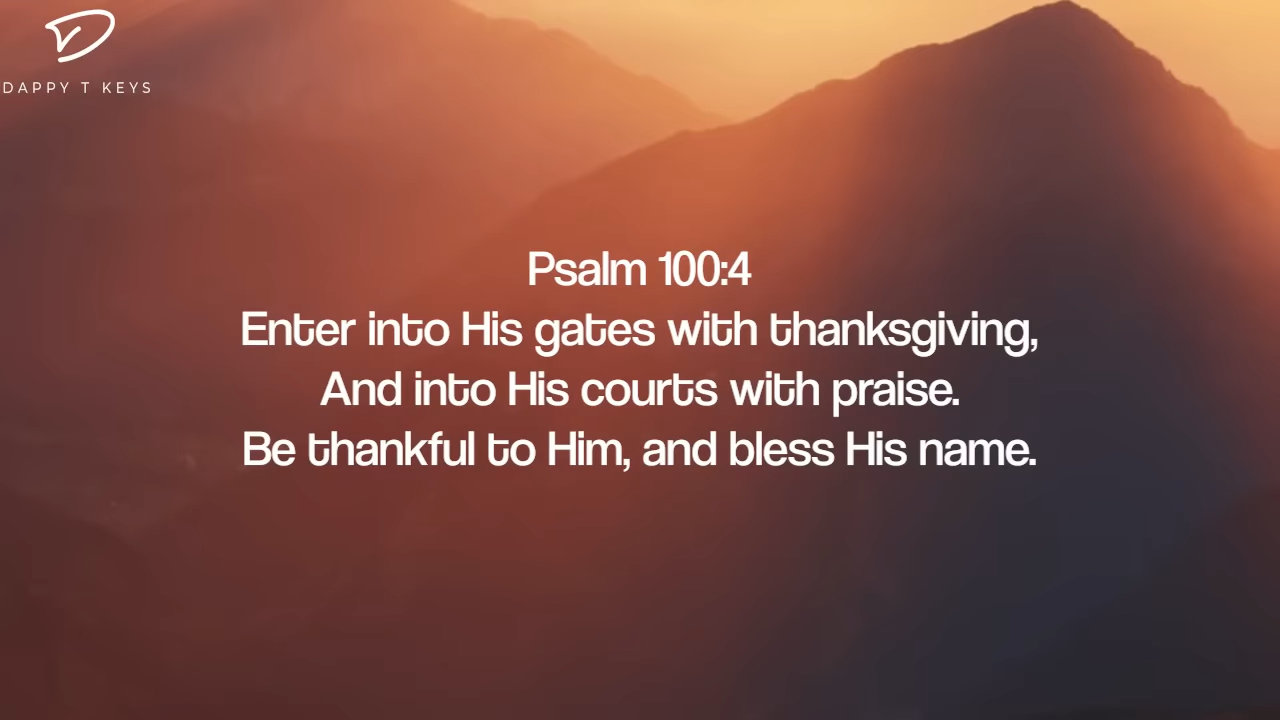 DAPPY T KEYS
Psalm 100:4
Enter into His gates with thanksgiving,
And into His courts with praise.
Be thankful to Him, and bless His name.